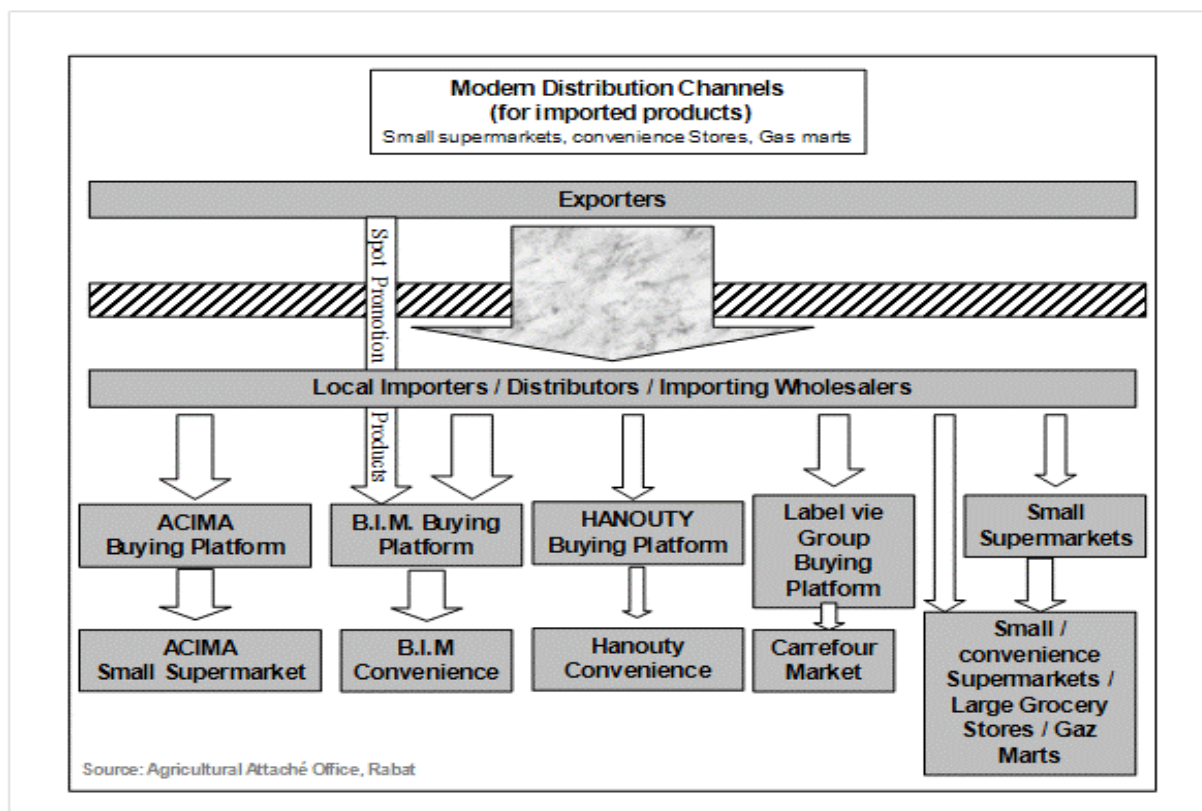 Modern Distribution Channels
(for imported products)
Small supermarkets, convenience Stores, Gas marts
Exporters
Spot Promotion Products
Local Importers / Distributors / Importing Wholesalers
ACIMA
Buying Platform
B.I.M. Buying
Platform
HANOUTY
Buying Platform
Label vie
Group
Buying
Platform
Small
Supermarkets
ACIMA
Small Supermarket
B.I.M
Convenience
Hanouty
Convenience
Carrefour
Market
Small /
convenience
Supermarkets /
Large Grocery
Stores / Gaz
Marts
Source: Agricultural Attaché Office, Rabat